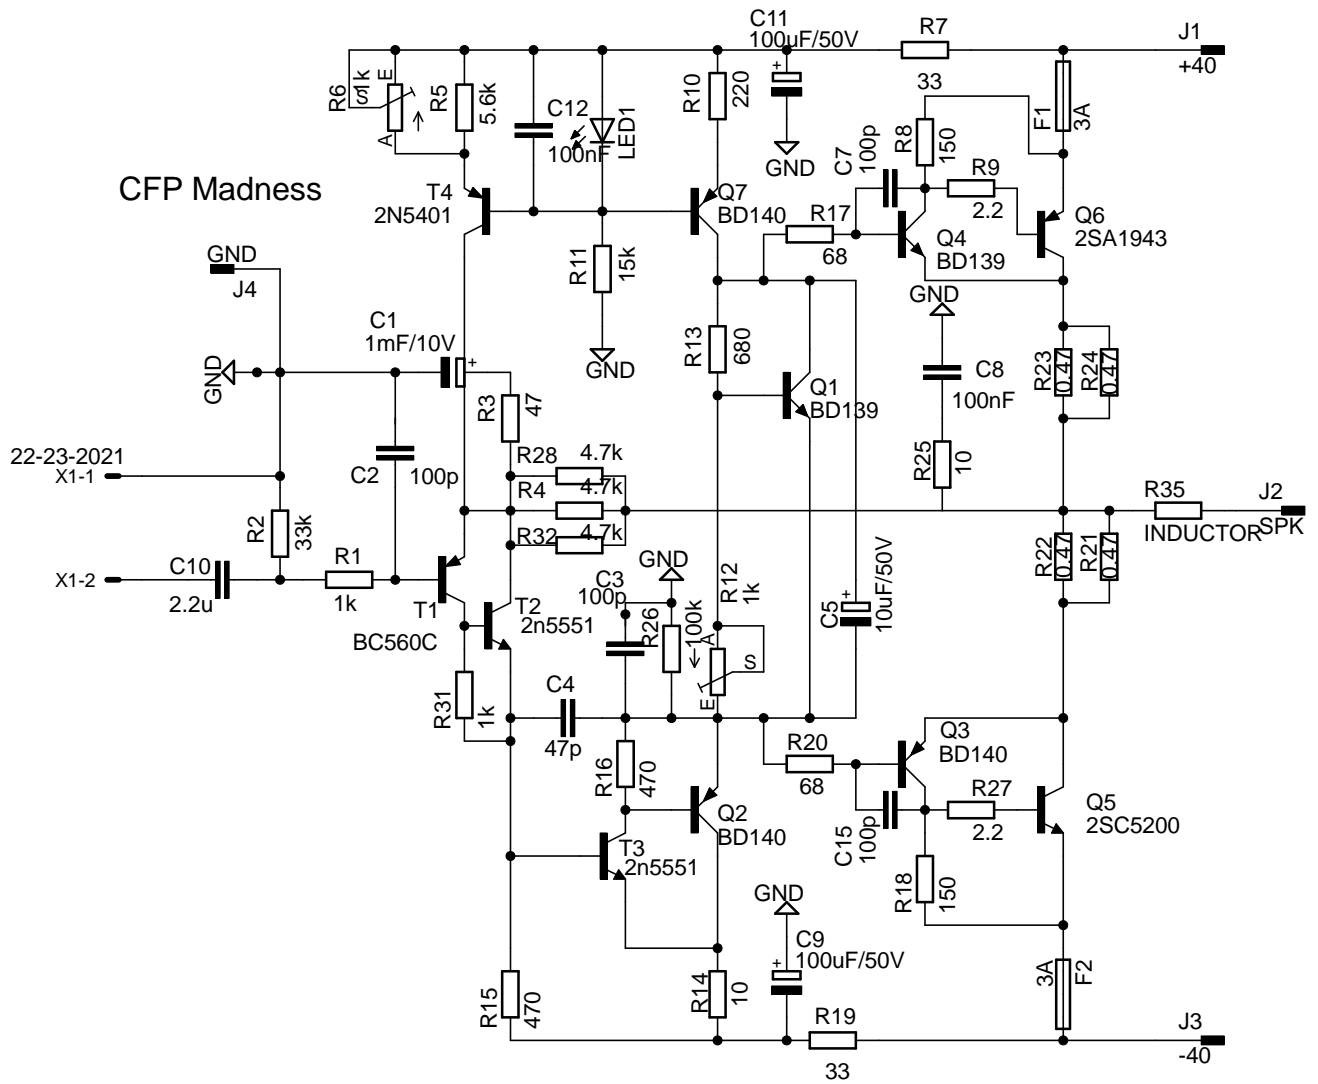 C11
100uF/50V
R7
33
J1
+40
R6
1k
S
E
A
R5
5.6k
C12
100nF
LED1
R10
220
GND
C7
100p
R8
150
F1
3A
CFP Madness
T4
2N5401
Q7
BD140
R9
2.2
R17
68
Q4
BD139
Q6
2SA1943
GND
J4
R11
15k
GND
C1
1mF/10V
+
GND
R13
680
Q1
BD139
GND
C8
100nF
R23
0.47
R24
0.47
R3
47
22-23-2021
X1-1
C2
100p
R28
4.7k
R4
4.7k
R32
4.7k
R25
10
R2
33k
R35
INDUCTOR
J2
SPK
X1-2
C10
2.2u
R1
1k
T1
BC560C
T2
2n5551
C3
100p
GND
R26
100k
R12
1k
A
S
E
C5
10uF/50V
+
R22
0.47
R21
0.47
R31
1k
C4
47p
R16
470
R20
68
Q3
BD140
Q2
BD140
C15
100p
R27
2.2
Q5
2SC5200
T3
2n5551
R18
150
GND
C9
100uF/50V
+
R15
470
R14
10
R19
33
3A
F2
J3
-40